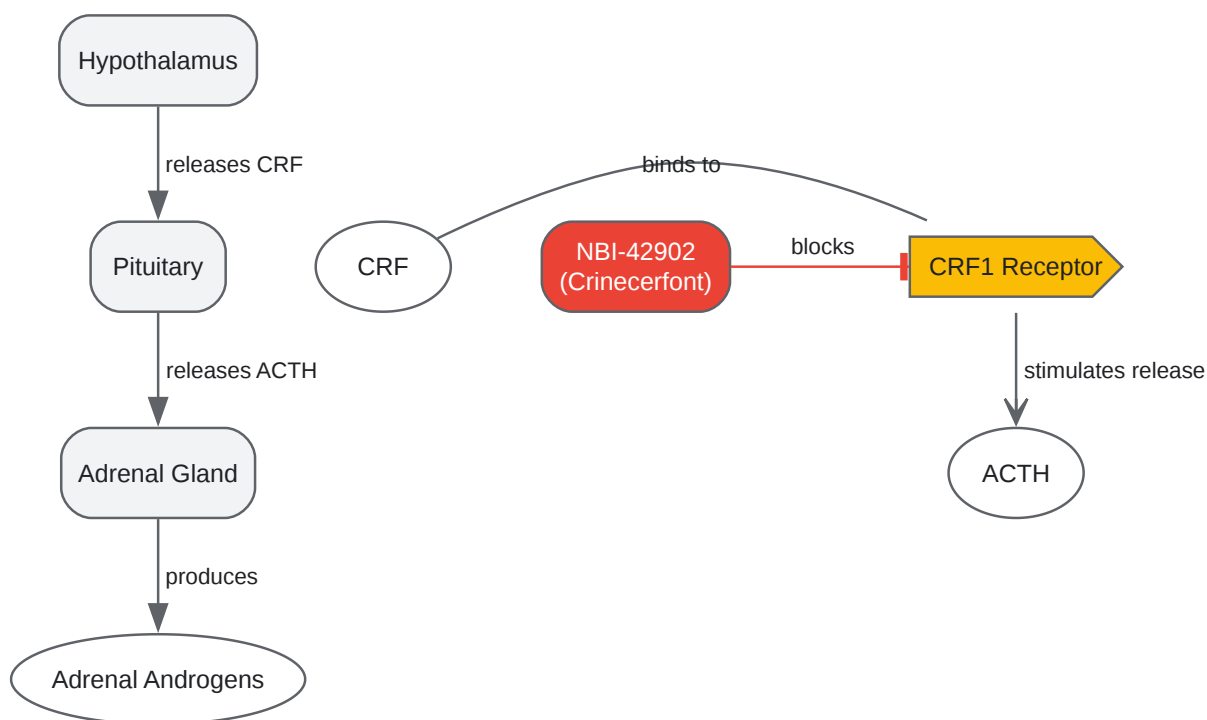 Hypothalamus
releases CRF
binds to
Pituitary
CRF
NBI-42902
(Crinecerfont)
blocks
CRF1 Receptor
releases ACTH
stimulates release
Adrenal Gland
ACTH
produces
Adrenal Androgens